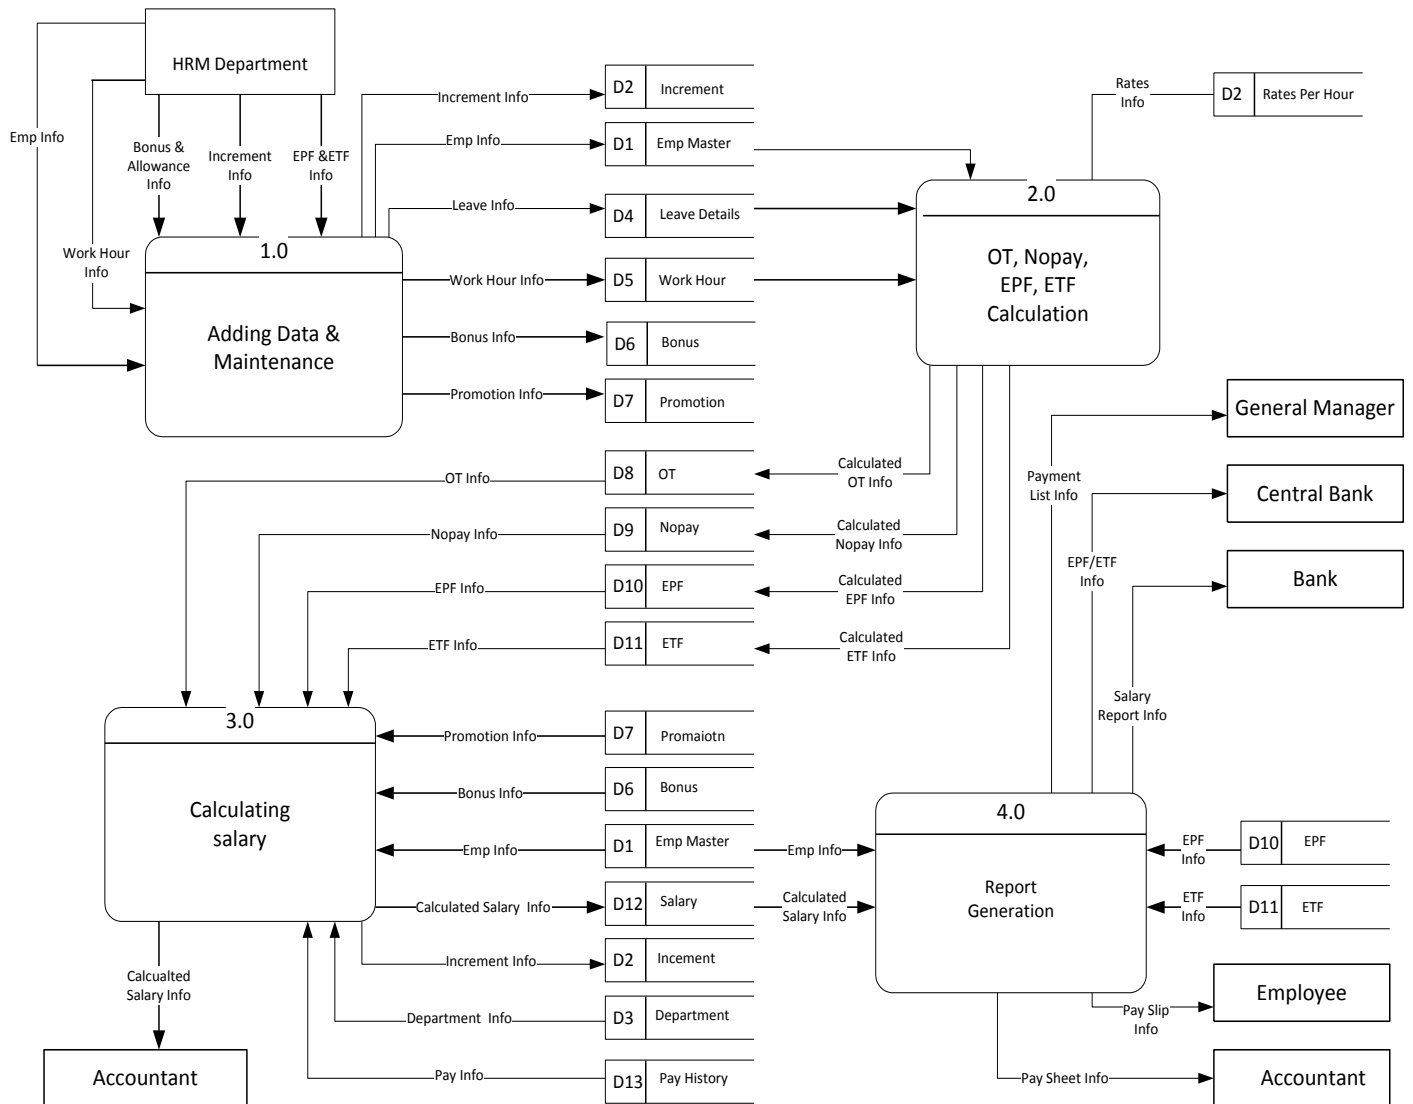 HRM Department
Emp Info
Bonus &
Allowance
Info
Increment
Info
EPF &ETF
Info
Work Hour
Info
1.0
Adding Data &
Maintenance
Increment Info
D2 Increment
Emp Info
D1 Emp Master
Leave Info
D4 Leave Details
Work Hour Info
D5 Work Hour
Bonus Info
D6 Bonus
Promotion Info
D7 Promotion
Rates
Info
D2 Rates Per Hour
2.0
OT, Nopay,
EPF, ETF
Calculation
OT Info
D8 OT
Calculated
OT Info
Nopay Info
D9 Nopay
Calculated
Nopay Info
EPF Info
D10 EPF
Calculated
EPF Info
ETF Info
D11 ETF
Calculated
ETF Info
General Manager
Payment
List Info
Central Bank
EPF/ETF
Info
Bank
Salary
Report Info
3.0
Calculating
salary
Promotion Info
D7 Promaiotn
Bonus Info
D6 Bonus
Emp Info
D1 Emp Master
Emp Info
Calculated Salary Info
D12 Salary
Calculated
Salary Info
Increment Info
D2 Incement
Department Info
D3 Department
Pay Info
D13 Pay History
Calcualted
Salary Info
Accountant
4.0
Report
Generation
EPF
Info
D10 EPF
ETF
Info
D11 ETF
Employee
Pay Slip
Info
Pay Sheet Info
Accountant